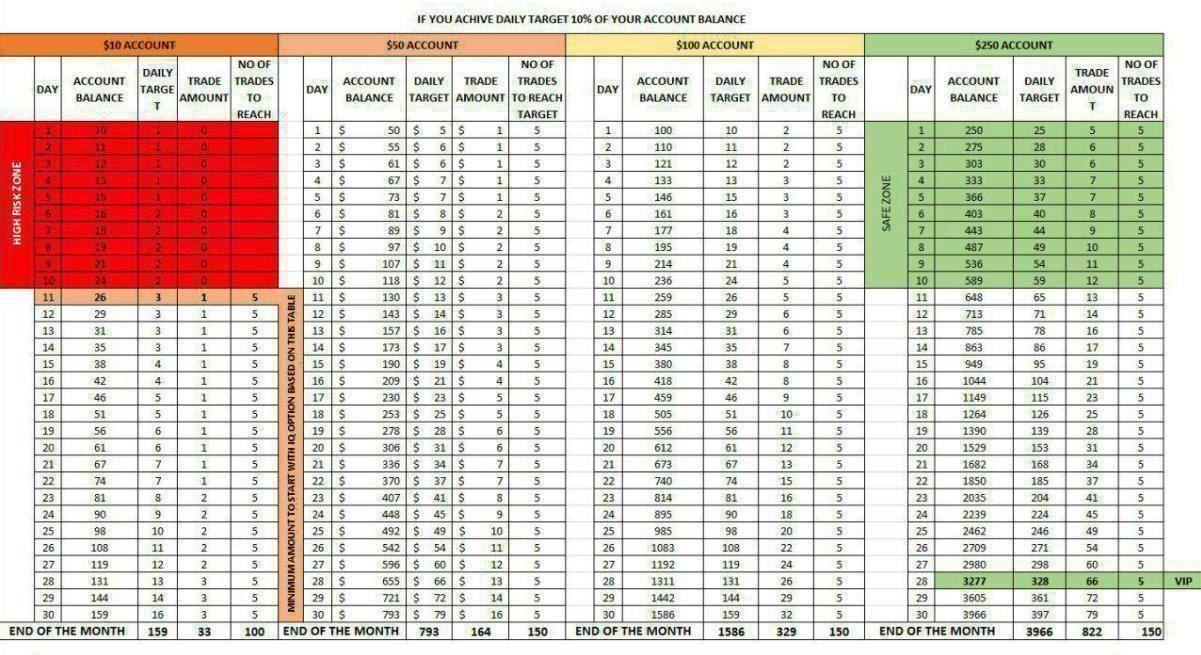 IF YOU ACHIVE DAILY TARGET 10% OF YOUR ACCOUNT BALANCE
$10 ACCOUNT $50 ACCOUNT $100 ACCOUNT $250 ACCOUNT
DAY ACCOUNT BALANCE DAILY TARGE T TRADE AMOUNT NO OF TRADES TO REACH DAY ACCOUNT BALANCE DAILY TARGET TRADE AMOUNT NO OF TRADES TO REACH TARGET DAY ACCOUNT BALANCE DAILY TARGET TRADE AMOUNT NO OF TRADES TO REACH DAY ACCOUNT BALANCE DAILY TARGET TRADE AMOUN T NO OF TRADES TO REACH
HIGH RISK ZONE
SAFE ZONE
MINIMUM AMOUNT TO START WITH IQ OPTION BASED ON THIS TABLE
1 10 1 0 1 $ 50 $ 5 $ 1 5 1 100 10 2 5 1 250 25 5 5
2 11 1 0 2 $ 55 $ 6 $ 1 5 2 110 11 2 5 2 275 28 6 5
3 12 1 0 3 $ 61 $ 6 $ 1 5 3 121 12 2 5 3 303 30 6 5
4 13 1 0 4 $ 67 $ 7 $ 1 5 4 133 13 3 5 4 333 33 7 5
5 15 1 0 5 $ 73 $ 7 $ 1 5 5 146 15 3 5 5 366 37 7 5
6 16 2 0 6 $ 81 $ 8 $ 2 5 6 161 16 3 5 6 403 40 8 5
7 18 2 0 7 $ 89 $ 9 $ 2 5 7 177 18 4 5 7 443 44 9 5
8 19 2 0 8 $ 97 $ 10 $ 2 5 8 195 19 4 5 8 487 49 10 5
9 21 2 0 9 $ 107 $ 11 $ 2 5 9 214 21 4 5 9 536 54 11 5
10 24 2 0 10 $ 118 $ 12 $ 2 5 10 236 24 5 5 10 589 59 12 5
11 26 3 1 5 11 $ 130 $ 13 $ 3 5 11 259 26 5 5 11 648 65 13 5
12 29 3 1 5 12 $ 143 $ 14 $ 3 5 12 285 29 6 5 12 713 71 14 5
13 31 3 1 5 13 $ 157 $ 16 $ 3 5 13 314 31 6 5 13 785 78 16 5
14 35 3 1 5 14 $ 173 $ 17 $ 3 5 14 345 35 7 5 14 863 86 17 5
15 38 4 1 5 15 $ 190 $ 19 $ 4 5 15 380 38 8 5 15 949 95 19 5
16 42 4 1 5 16 $ 209 $ 21 $ 4 5 16 418 42 8 5 16 1044 104 21 5
17 46 5 1 5 17 $ 230 $ 23 $ 5 5 17 459 46 9 5 17 1149 115 23 5
18 51 5 1 5 18 $ 253 $ 25 $ 5 5 18 505 51 10 5 18 1264 126 25 5
19 56 6 1 5 19 $ 278 $ 28 $ 6 5 19 556 56 11 5 19 1390 139 28 5
20 61 6 1 5 20 $ 306 $ 31 $ 6 5 20 612 61 12 5 20 1529 153 31 5
21 67 7 1 5 21 $ 336 $ 34 $ 7 5 21 673 67 13 5 21 1682 168 34 5
22 74 7 1 5 22 $ 370 $ 37 $ 7 5 22 740 74 15 5 22 1850 185 37 5
23 81 8 2 5 23 $ 407 $ 41 $ 8 5 23 814 81 16 5 23 2035 204 41 5
24 90 9 2 5 24 $ 448 $ 45 $ 9 5 24 895 90 18 5 24 2239 224 45 5
25 98 10 2 5 25 $ 492 $ 49 $ 10 5 25 985 98 20 5 25 2462 246 49 5
26 108 11 2 5 26 $ 542 $ 54 $ 11 5 26 1083 108 22 5 26 2709 271 54 5
27 119 12 2 5 27 $ 596 $ 60 $ 12 5 27 1192 119 24 5 27 2980 298 60 5
28 131 13 3 5 28 $ 655 $ 66 $ 13 5 28 1311 131 26 5 28 3277 328 66 5 VIP
29 144 14 3 5 29 $ 721 $ 72 $ 14 5 29 1442 144 29 5 29 3605 361 72 5
30 159 16 3 5 30 $ 793 $ 79 $ 16 5 30 1586 159 32 5 30 3966 397 79 5
END OF THE MONTH 159 33 100 END OF THE MONTH 793 164 150 END OF THE MONTH 1586 329 150 END OF THE MONTH 3966 822 150